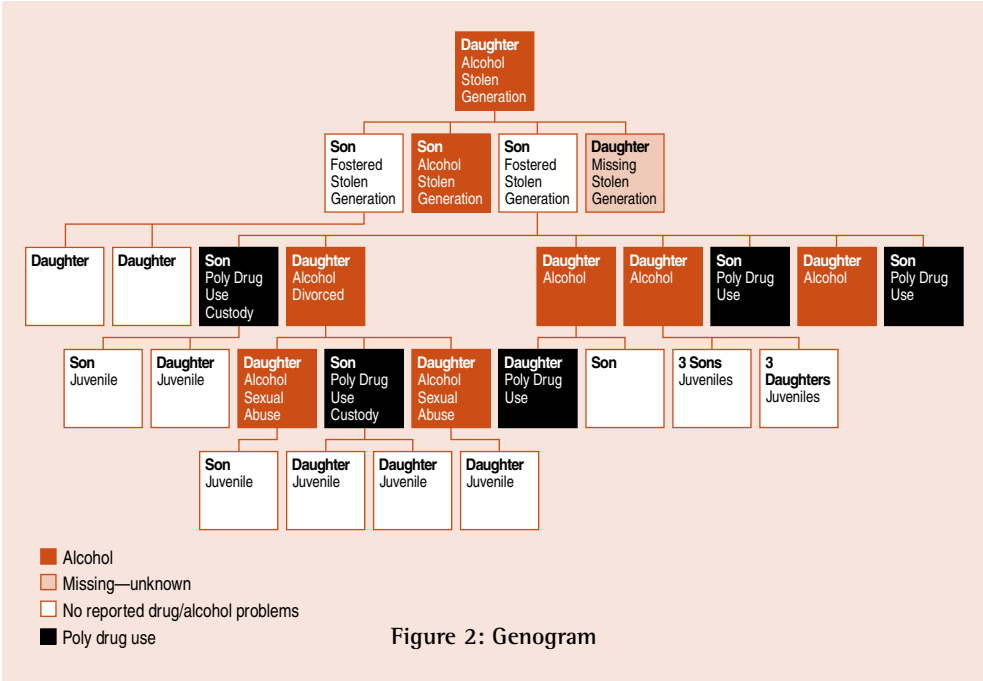 Daughter
Alcohol
Stolen
Generation
Son
Fostered
Stolen
Generation
Son
Alcohol
Stolen
Generation
Son
Fostered
Stolen
Generation
Daughter
Missing
Stolen
Generation
Daughter
Daughter
Son
Poly Drug
Use
Custody
Daughter
Alcohol
Divorced
Daughter
Alcohol
Daughter
Alcohol
Son
Poly Drug
Use
Daughter
Alcohol
Son
Poly Drug
Use
Son
Juvenile
Daughter
Juvenile
Daughter
Alcohol
Sexual
Abuse
Son
Poly Drug
Use
Custody
Daughter
Alcohol
Sexual
Abuse
Daughter
Poly Drug
Use
Son
3 Sons
Juveniles
3
Daughters
Juveniles
Son
Juvenile
Daughter
Juvenile
Daughter
Juvenile
Daughter
Juvenile
Alcohol
Missing—unknown
No reported drug/alcohol problems
Poly drug use
Figure 2: Genogram